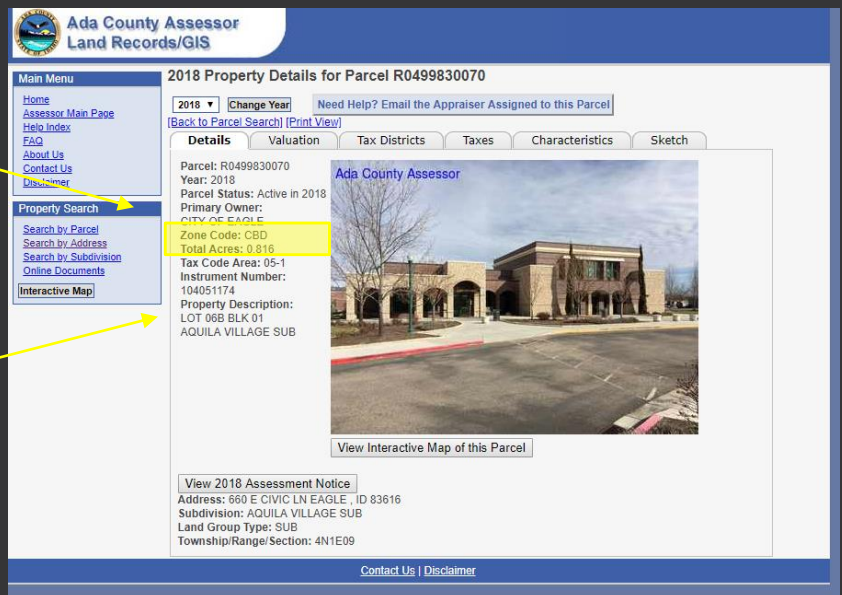 Ada County Assessor
Land Records/GIS
Main Menu
Home
Assessor Main Page
Help Index
FAQ
About Us
Contact Us
Disclaimer
Property Search
Search by Parcel
Search by Address
Search by Subdivision
Online Documents
Interactive Map
2018 Property Details for Parcel R0499830070
2018 ▼ Change Year Need Help? Email the Appraiser Assigned to this Parcel
[Back to Parcel Search] [Print View]
Details Valuation Tax Districts Taxes Characteristics Sketch
Parcel: R0499830070
Year: 2018
Parcel Status: Active in 2018
Primary Owner:
CITY OF EAGLE
Zone Code: CBD
Total Acres: 0.816
Tax Code Area: 05-1
Instrument Number:
104051174
Property Description:
LOT 06B BLK 01
AQUILA VILLAGE SUB
Ada County Assessor
View Interactive Map of this Parcel
View 2018 Assessment Notice
Address: 660 E CIVIC LN EAGLE , ID 83616
Subdivision: AQUILA VILLAGE SUB
Land Group Type: SUB
Township/Range/Section: 4N1E09
Contact Us | Disclaimer